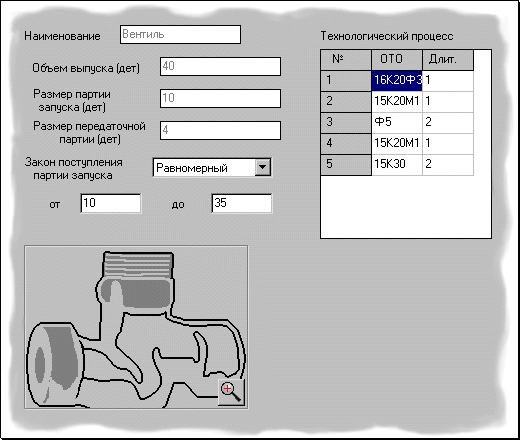 Наименование Вентиль
Объем выпуска (дет) 40
Размер партии
запуска (дет) 10
Размер передаточной
партии (дет) 4
Закон поступления
партии запуска Равномерный
от 10 до 35
Технологический процесс
№ ОТО Длит.
1 16К20Ф3 1
2 15К20М1 1
3 Ф5 2
4 15К20М1 1
5 15К30 2